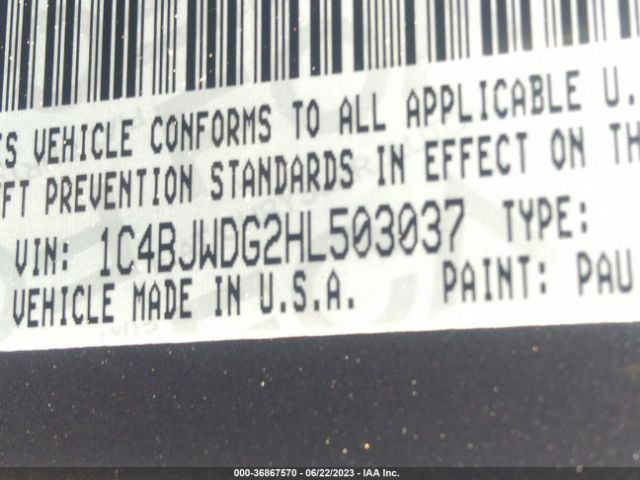 VEHICLE CONFORMS TO ALL APPLICABLE U.
PREVENTION STANDARDS IN EFFECT ON
VIN: 1C4BJWDG2HL503037 TYPE:
VEHICLE MADE IN U.S.A. PAINT: PAU
000-36867570 - 06/22/2023 - IAA Inc.